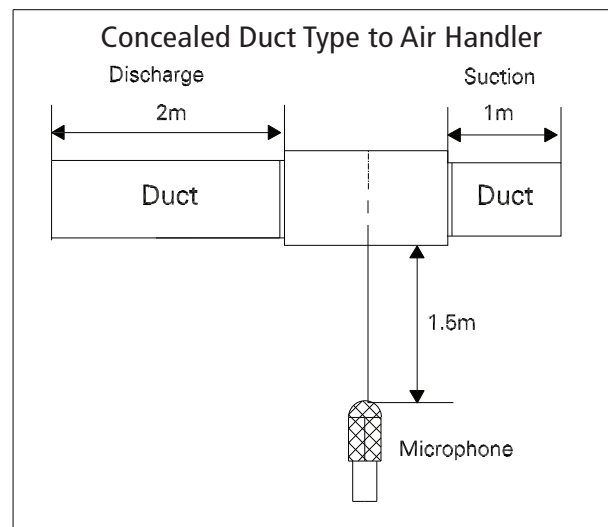 Concealed Duct Type to Air Handler
Discharge
Suction
2m
1m
Duct
Duct
1.5m
Microphone